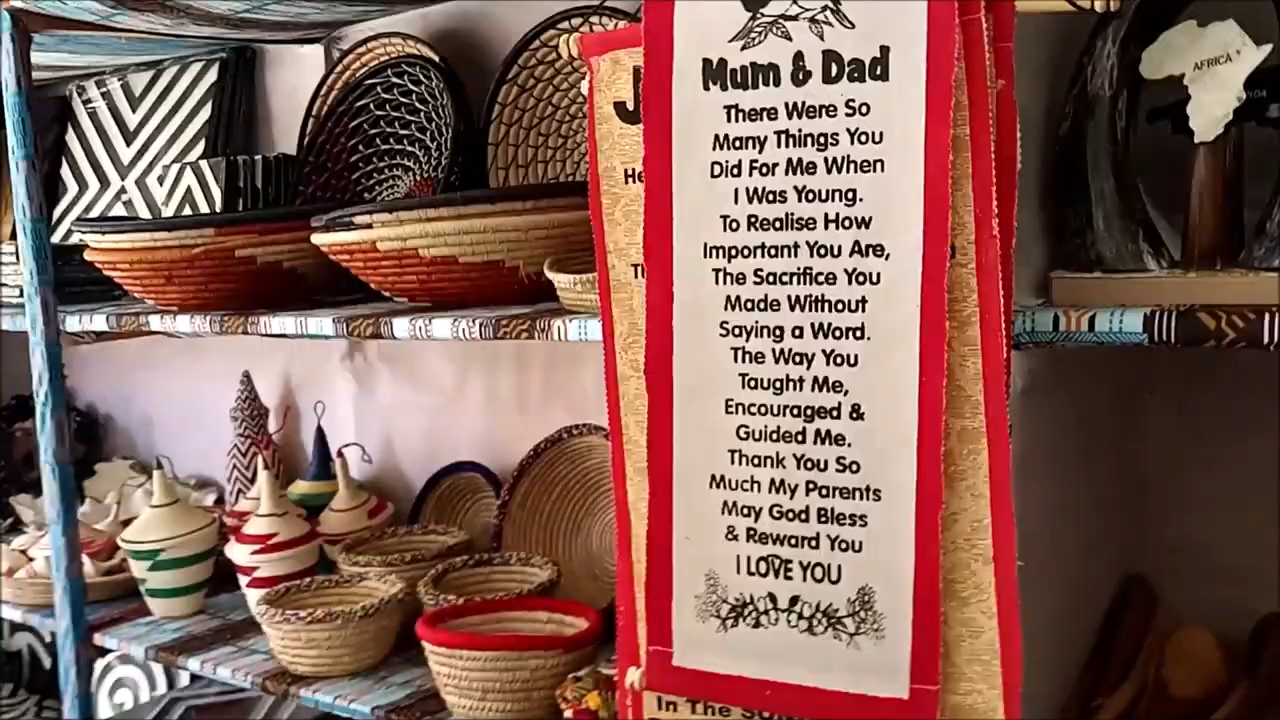 Mum & Dad
There Were So
Many Things You
Did For Me When
I Was Young.
To Realise How
Important You Are,
The Sacrifice You
Made Without
Saying a Word.
The Way You
Taught Me,
Encouraged &
Guided Me.
Thank You So
Much My Parents
May God Bless
& Reward You
I LOVE YOU
In The
AFRICA